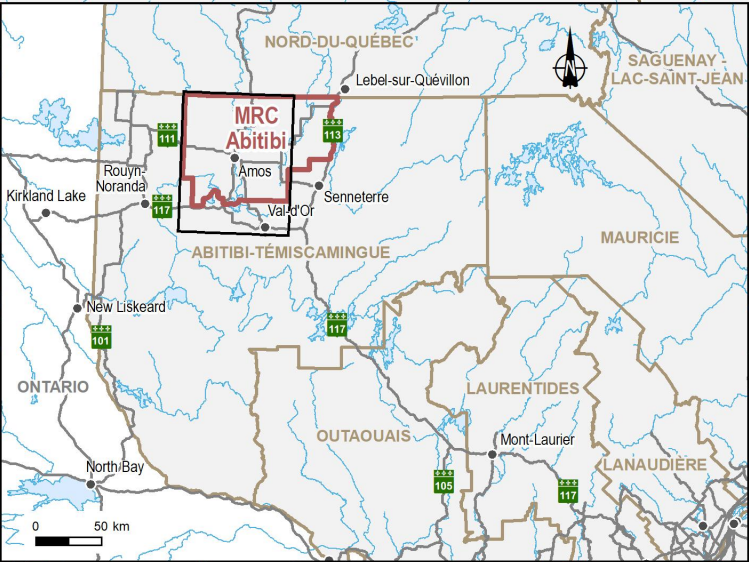 NORD-DU-QUÉBEC
SAGUENAY -
LAC-SAINT-JEAN
Lebel-sur-Quévillon
MRC
Abitibi
111
113
Amos
Rouyn-
Noranda
Senneterre
Kirkland Lake
117
Val-d'Or
MAURICIE
ABITIBI-TÉMISCAMINGUE
New Liskeard
117
101
ONTARIO
LAURENTIDES
OUTAOUAIS
Mont-Laurier
North Bay
LANAUDIÈRE
105
117
0 50 km